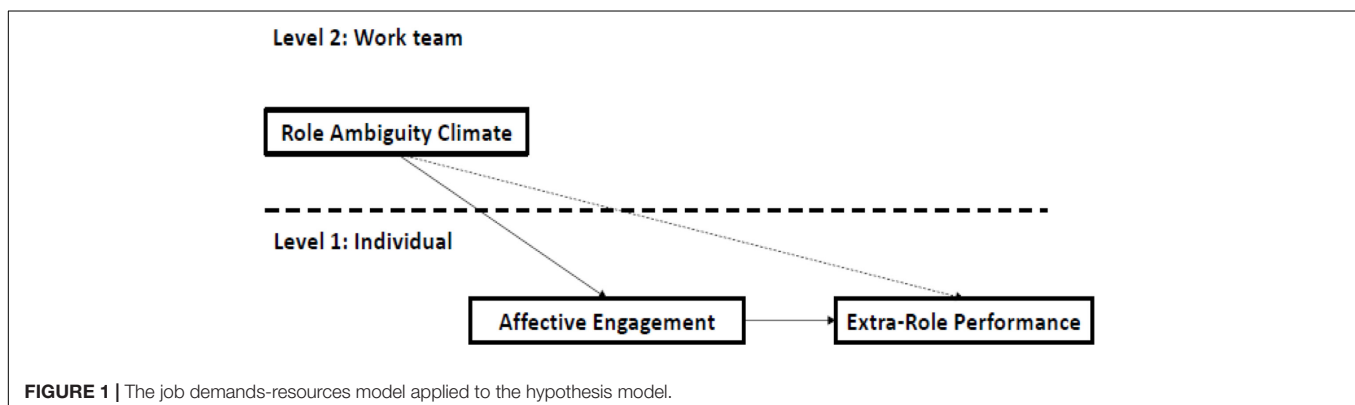 Level 2: Work team
Role Ambiguity Climate
Level 1: Individual
Affective Engagement
Extra-Role Performance
FIGURE 1 | The job demands-resources model applied to the hypothesis model.